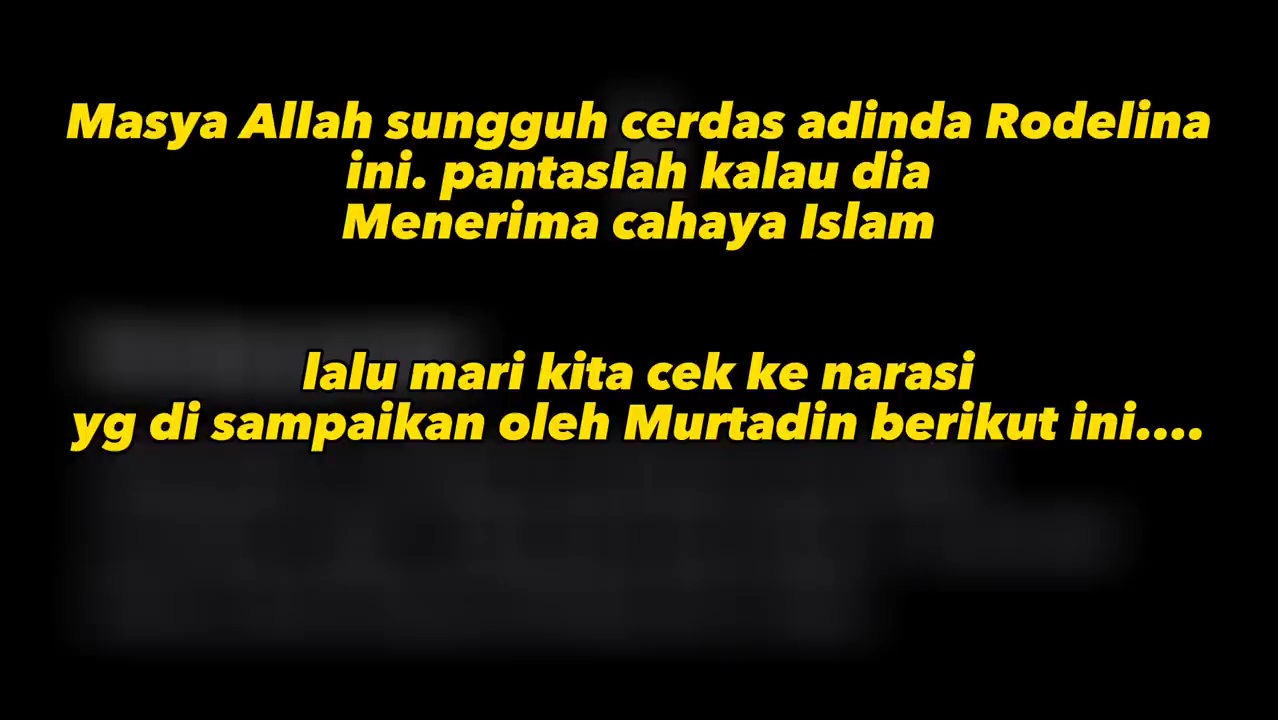 Masya Allah sungguh cerdas adinda Rodelina
ini. pantaslah kalau dia
Menerima cahaya Islam
lalu mari kita cek ke narasi
yg di sampaikan oleh Murtadin berikut ini....